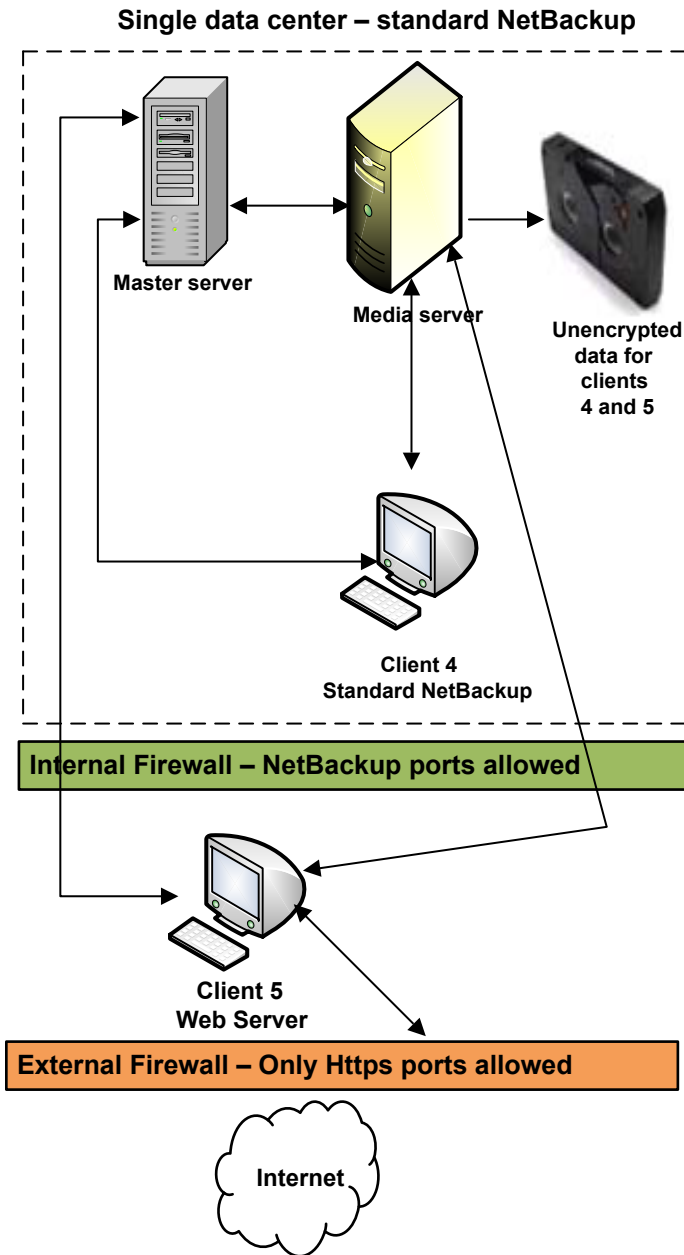 Single data center – standard NetBackup
Master server
Media server
Unencrypted
data for
clients
4 and 5
Client 4
Standard NetBackup
Internal Firewall – NetBackup ports allowed
Client 5
Web Server
External Firewall – Only Https ports allowed
Internet